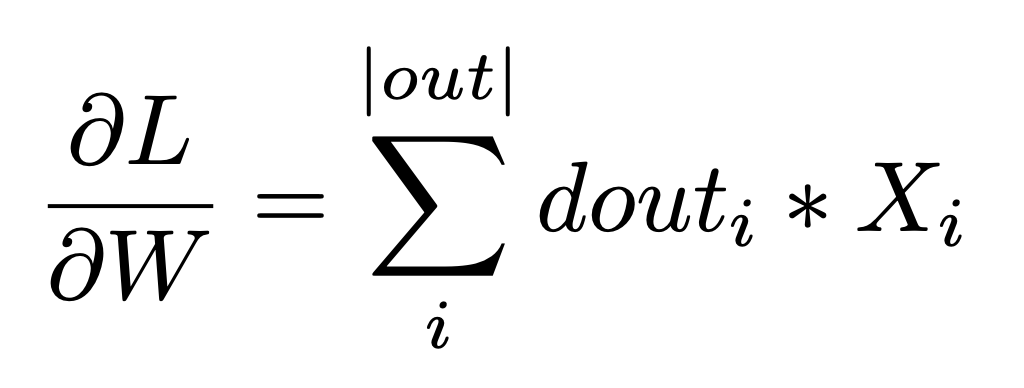 ∂L/∂W = ∑_{i}^{|out|} dout_i * X_i